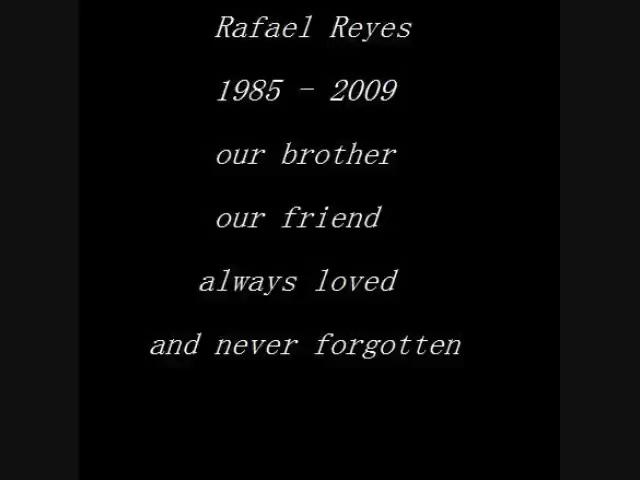 Rafael Reyes
1985 - 2009
our brother
our friend
always loved
and never forgotten